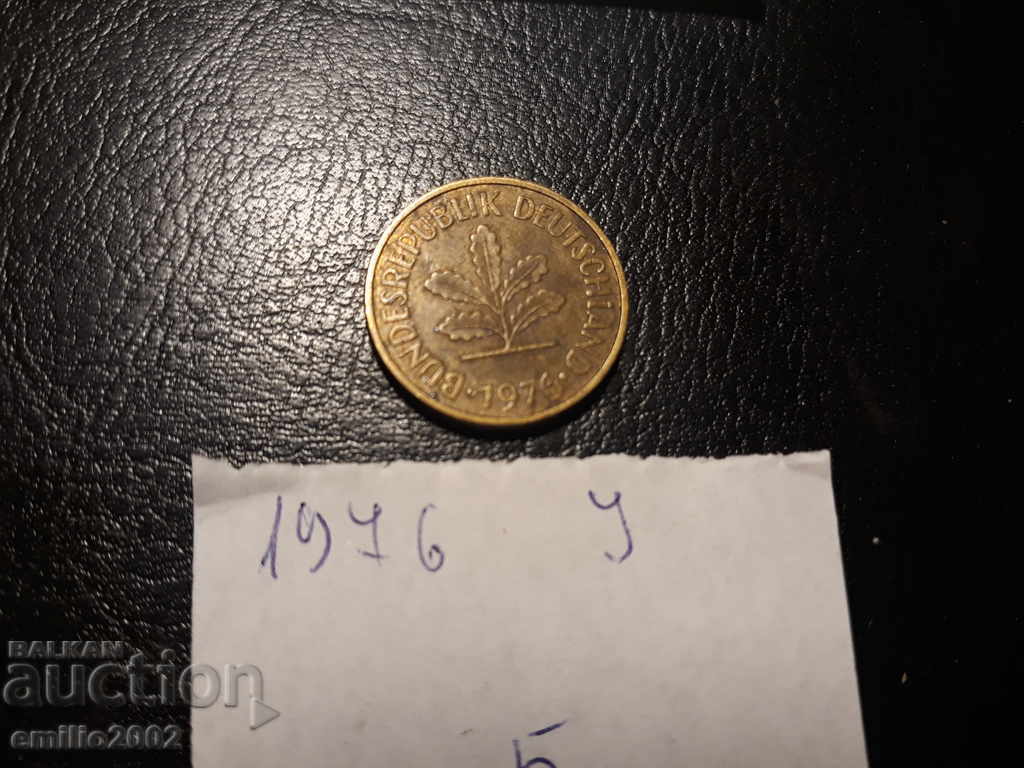 BUNDESREPUBLIK DEUTSCHLAND
· 1976 ·
1976 J
5
BALKAN
auction
emilio2002